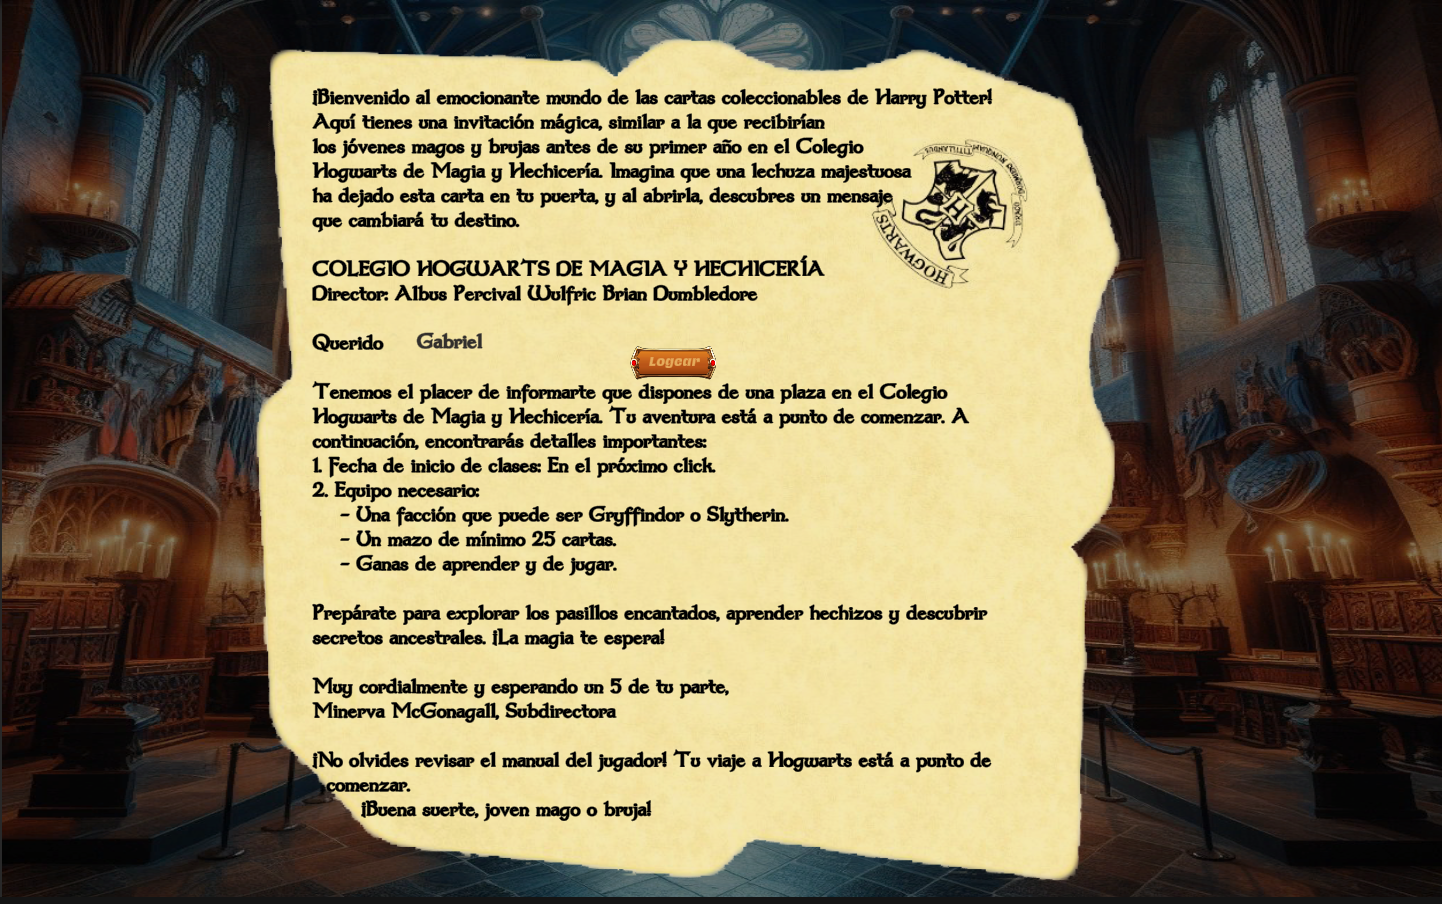 ¡Bienvenido al emocionante mundo de las cartas coleccionables de Harry Potter!
Aquí tienes una invitación mágica, similar a la que recibirían
los jóvenes magos y brujas antes de su primer año en el Colegio
Hogwarts de Magia y Hechicería. Imagina que una lechuza majestuosa
ha dejado esta carta en tu puerta, y al abrirla, descubres un mensaje
que cambiará tu destino.
DRACO DORMIENS NUNQUAM TITILLANDUS
HOGWARTS
H
COLEGIO HOGWARTS DE MAGIA Y HECHICERÍA
Director: Albus Percival Wulfric Brian Dumbledore
Querido Gabriel
Logear
Tenemos el placer de informarte que dispones de una plaza en el Colegio
Hogwarts de Magia y Hechicería. Tu aventura está a punto de comenzar. A
continuación, encontrarás detalles importantes:
1. Fecha de inicio de clases: En el próximo click.
2. Equipo necesario:
- Una facción que puede ser Gryffindor o Slytherin.
- Un mazo de mínimo 25 cartas.
- Ganas de aprender y de jugar.
Prepárate para explorar los pasillos encantados, aprender hechizos y descubrir
secretos ancestrales. ¡La magia te espera!
Muy cordialmente y esperando un 5 de tu parte,
Minerva McGonagall, Subdirectora
¡No olvides revisar el manual del jugador! Tu viaje a Hogwarts está a punto de
comenzar.
¡Buena suerte, joven mago o bruja!